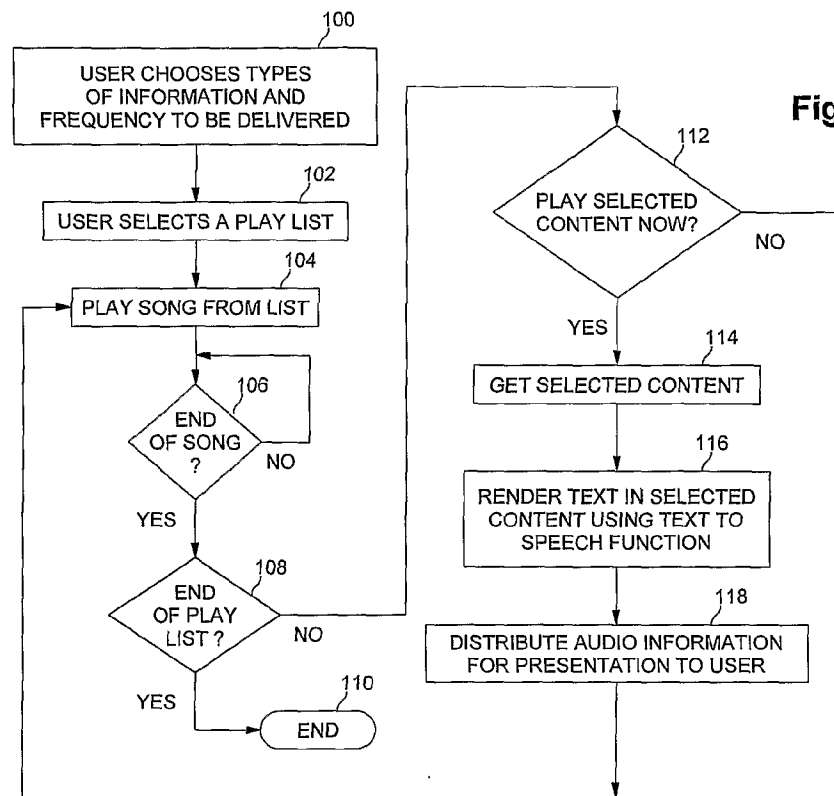 100
USER CHOOSES TYPES
OF INFORMATION AND
FREQUENCY TO BE DELIVERED
102
USER SELECTS A PLAY LIST
104
PLAY SONG FROM LIST
106
END
OF SONG
?
NO
YES
108
END
OF PLAY
LIST ?
NO
YES
110
END
Fig
112
PLAY SELECTED
CONTENT NOW?
NO
YES
114
GET SELECTED CONTENT
116
RENDER TEXT IN SELECTED
CONTENT USING TEXT TO
SPEECH FUNCTION
118
DISTRIBUTE AUDIO INFORMATION
FOR PRESENTATION TO USER